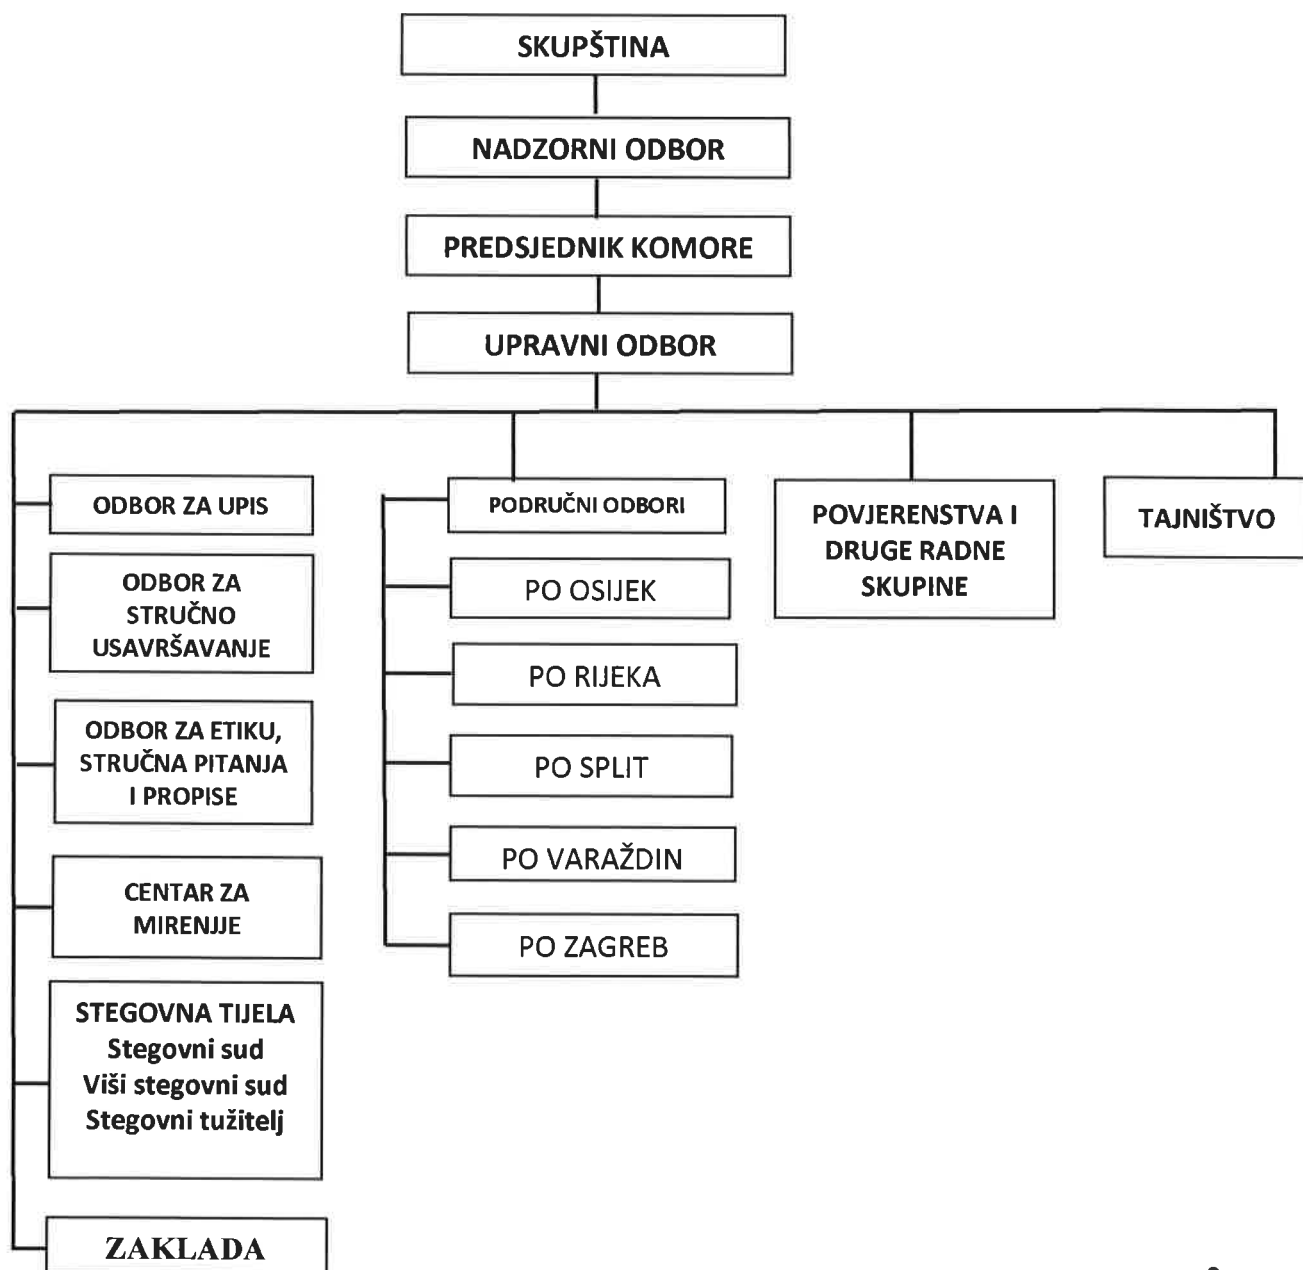 SKUPŠTINA
NADZORNI ODBOR
PREDSJEDNIK KOMORE
UPRAVNI ODBOR
ODBOR ZA UPIS
ODBOR ZA
STRUČNO
USAVRŠAVANJE
ODBOR ZA ETIKU,
STRUČNA PITANJA
I PROPISE
CENTAR ZA
MIRENJJE
STEGOVNA TIJELA
Stegovni sud
Viši stegovni sud
Stegovni tužitelj
ZAKLADA
PODRUČNI ODBORI
PO OSIJEK
PO RIJEKA
PO SPLIT
PO VARAŽDIN
PO ZAGREB
POVJERENSTVA I
DRUGE RADNE
SKUPINE
TAJNIŠTVO